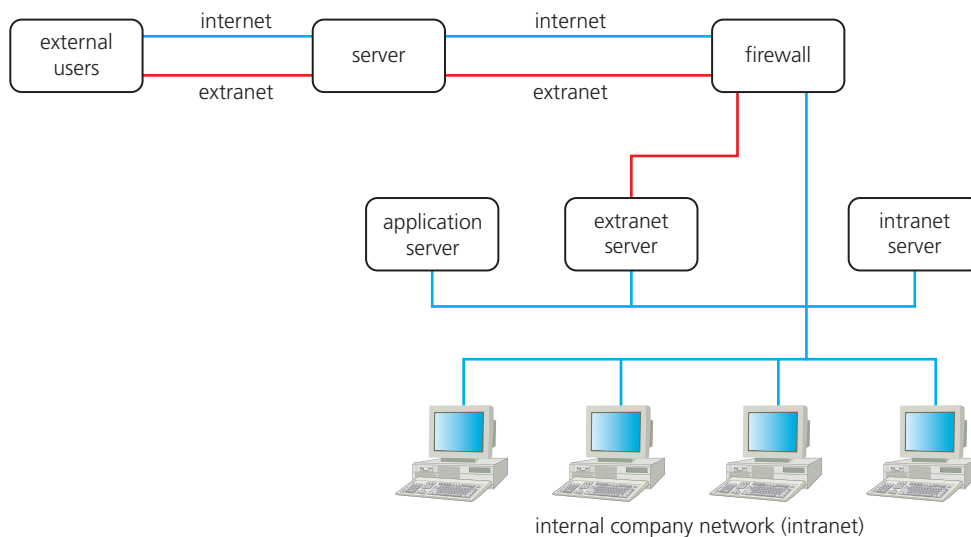 internet
internet
external
users
server
firewall
extranet
extranet
application
server
extranet
server
intranet
server
internal company network (intranet)